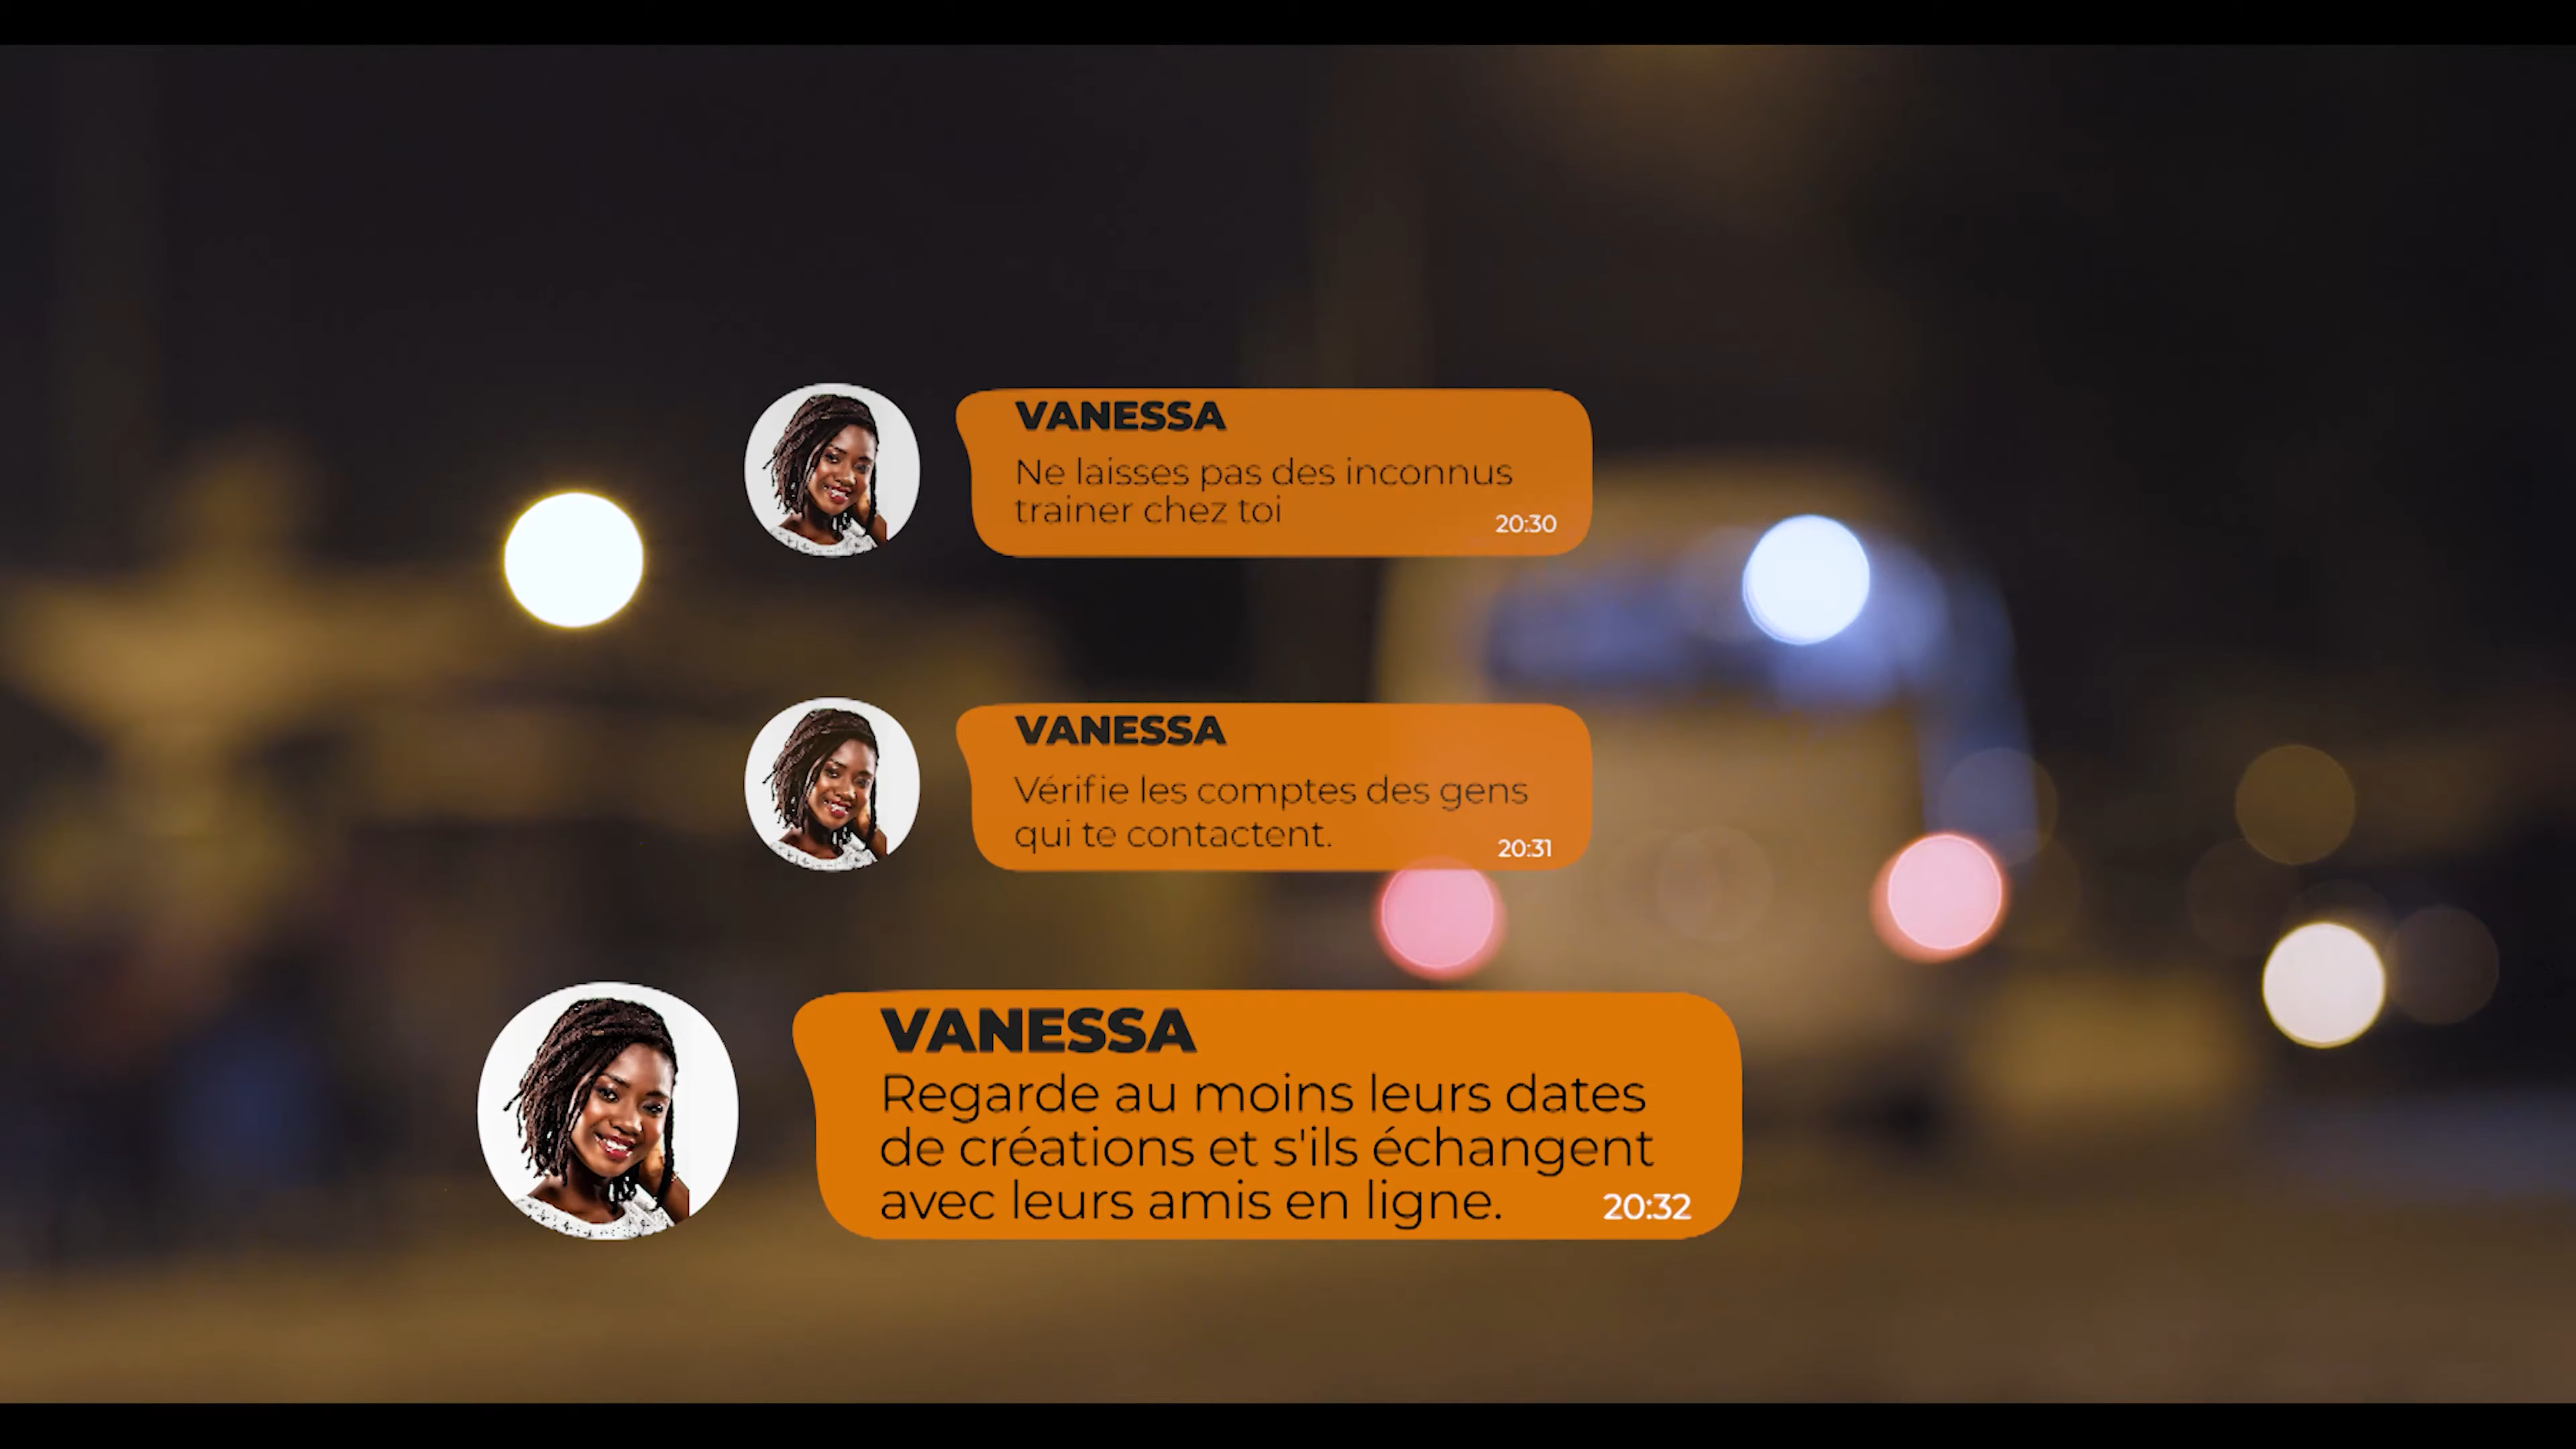 VANESSA
Ne laisses pas des inconnus
trainer chez toi
20:30
VANESSA
Vérifie les comptes des gens
qui te contactent.
20:31
VANESSA
Regarde au moins leurs dates
de créations et s'ils échangent
avec leurs amis en ligne.
20:32